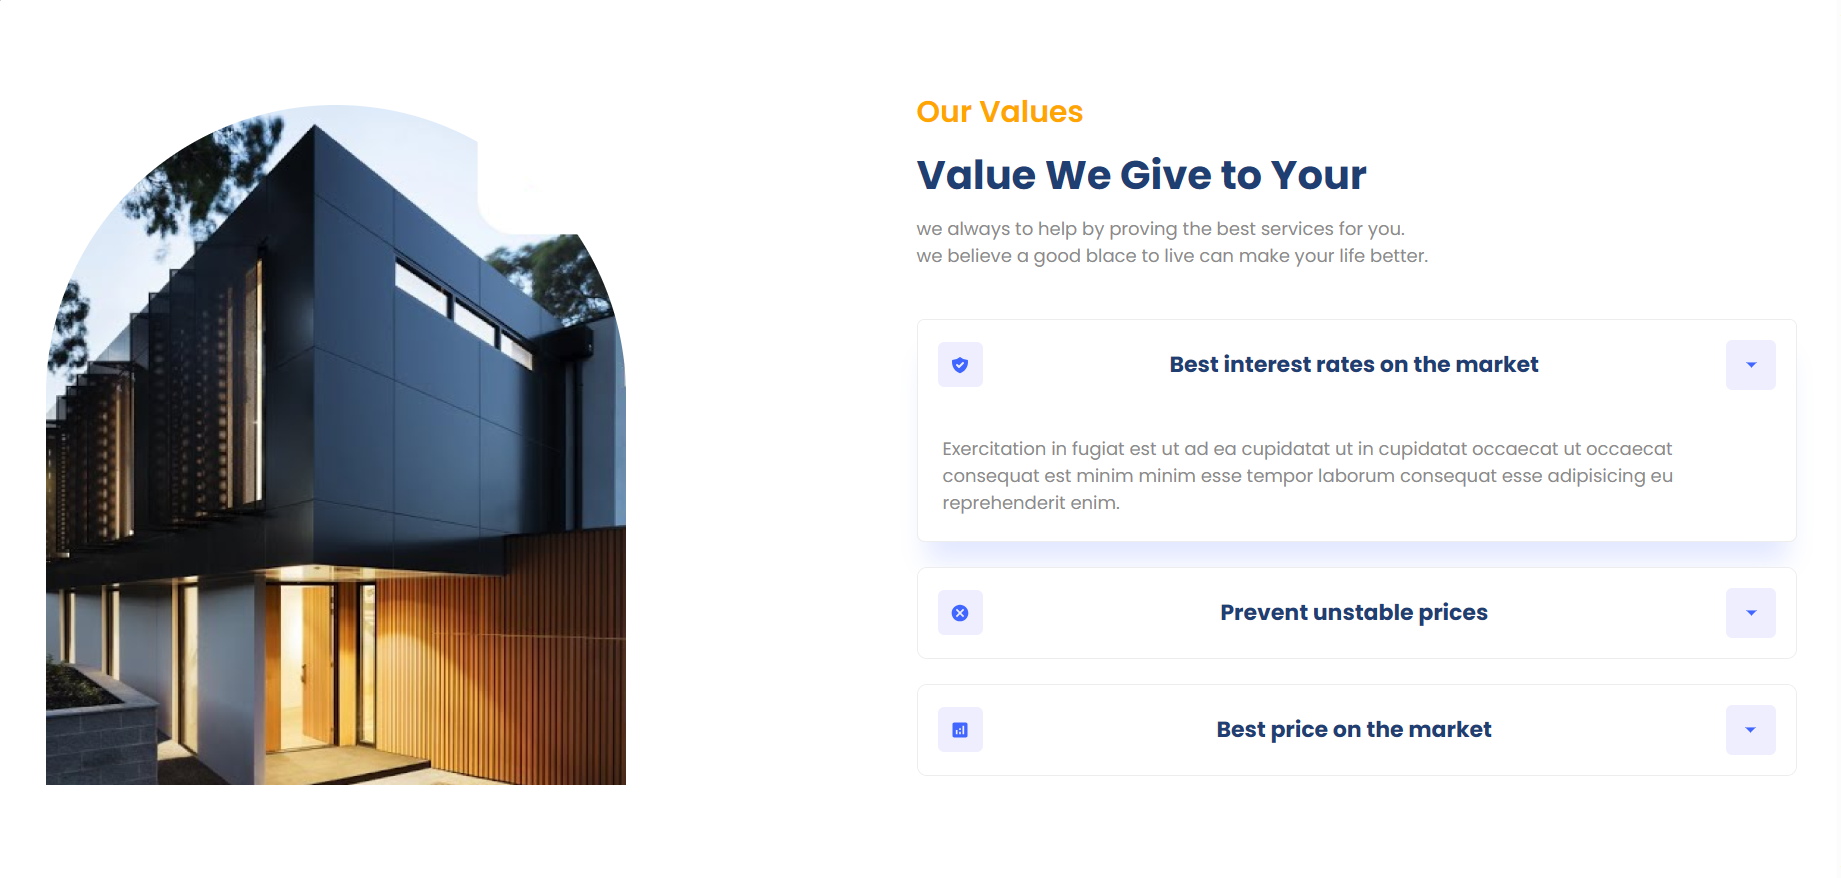 Our Values
Value We Give to Your
we always to help by proving the best services for you.
we believe a good blace to live can make your life better.
Best interest rates on the market
Exercitation in fugiat est ut ad ea cupidatat ut in cupidatat occaecat ut occaecat
consequat est minim minim esse tempor laborum consequat esse adipisicing eu
reprehenderit enim.
Prevent unstable prices
Best price on the market